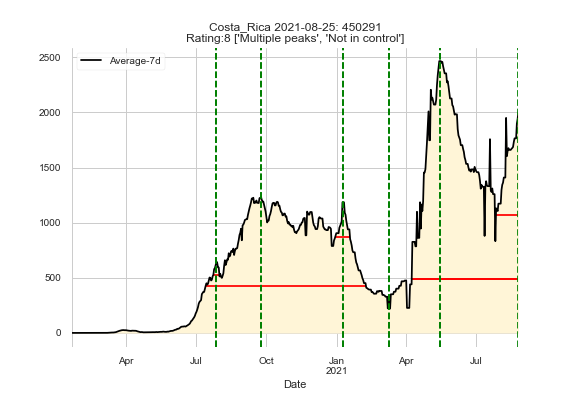 Costa_Rica 2021-08-25: 450291
Rating:8 ['Multiple peaks', 'Not in control']
Average-7d
2500
2000
1500
1000
500
0
Apr Jul Oct Jan Apr Jul
2021
Date